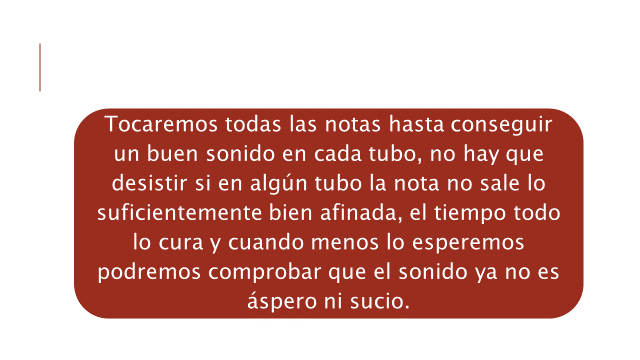 Tocaremos todas las notas hasta conseguir
un buen sonido en cada tubo, no hay que
desistir si en algún tubo la nota no sale lo
suficientemente bien afinada, el tiempo todo
lo cura y cuando menos lo esperemos
podremos comprobar que el sonido ya no es
áspero ni sucio.